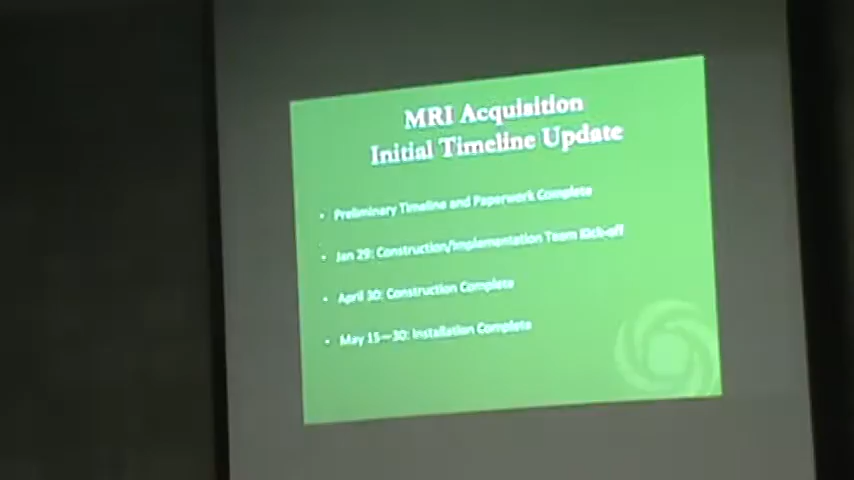 MRI Acquisition
Initial Timeline Update
• Preliminary Timeline and Paperwork Complete
• Jan 29: Construction/Implementation Team Kick-off
• April 30: Construction Complete
• May 15—30: Installation Complete